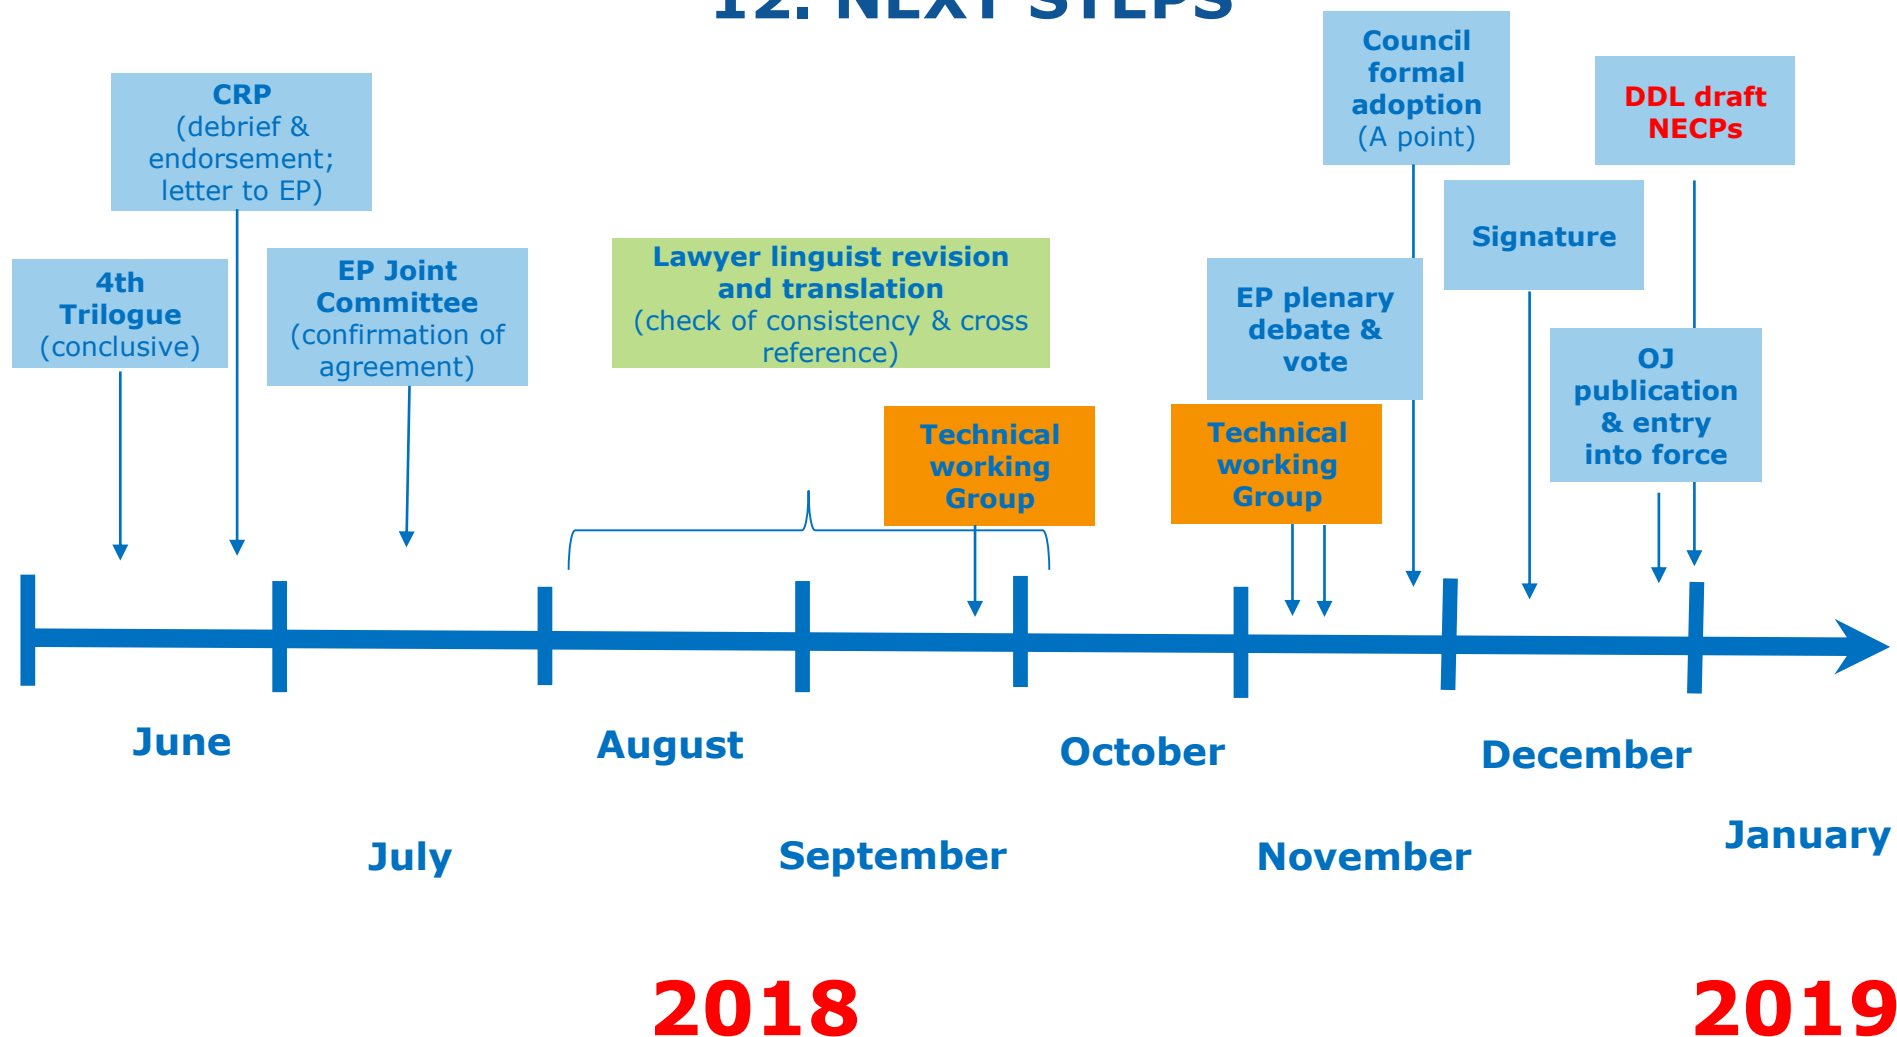 12. NEXT STEPS
CRP
(debrief &
endorsement;
letter to EP)
4th
Trilogue
(conclusive)
EP Joint
Committee
(confirmation of
agreement)
Lawyer linguist revision
and translation
(check of consistency & cross
reference)
Technical
working
Group
Council
formal
adoption
(A point)
EP plenary
debate &
vote
Technical
working
Group
Signature
DDL draft
NECPs
OJ
publication
& entry
into force
June
July
August
September
October
November
December
January
2018
2019